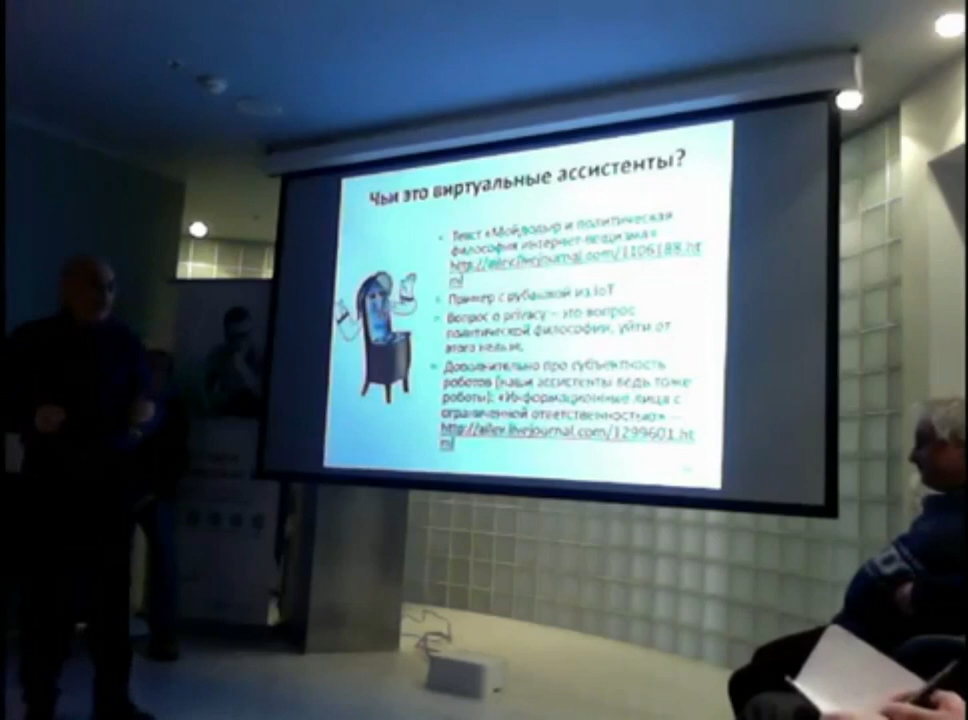 Чьи это виртуальные ассистенты?
Текст «Мойдодыр и политическая
философия интернет-вещизма»
http://ailev.livejournal.com/1106188.ht
ml
Пример с рубашкой из IoT
Вопрос о privacy – это вопрос
политической философии, уйти от
этого нельзя.
Дополнительно про субъектность
роботов (наши ассистенты ведь тоже
роботы): «Информационные лица с
ограниченной ответственностью» —
http://ailev.livejournal.com/1299601.ht
ml